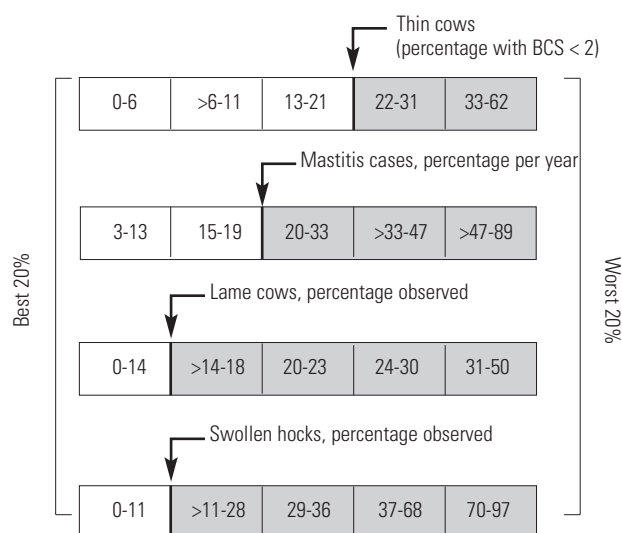 Thin cows
(percentage with BCS < 2)
0-6 >6-11 13-21 22-31 33-62
Mastitis cases, percentage per year
3-13 15-19 20-33 >33-47 >47-89
Best 20%
Worst 20%
Lame cows, percentage observed
0-14 >14-18 20-23 24-30 31-50
Swollen hocks, percentage observed
0-11 >11-28 29-36 37-68 70-97